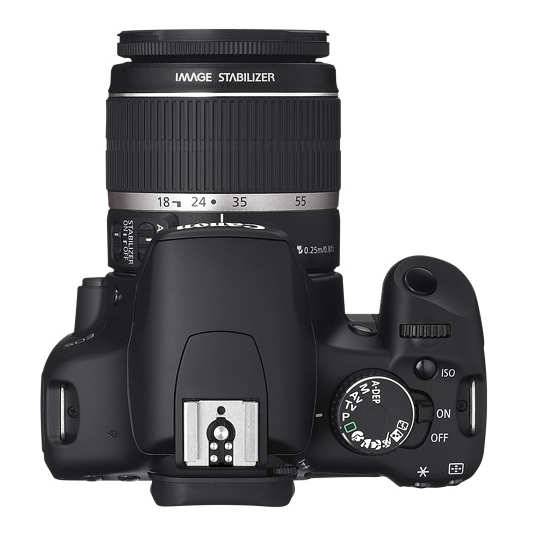 IMAGE STABILIZER
18 24 35 55
STABILIZER
ON OFF
A
Canon
0.25m/0.8ft
EOS
ISO
A-DEP
M
Av
Tv
P
ON
OFF